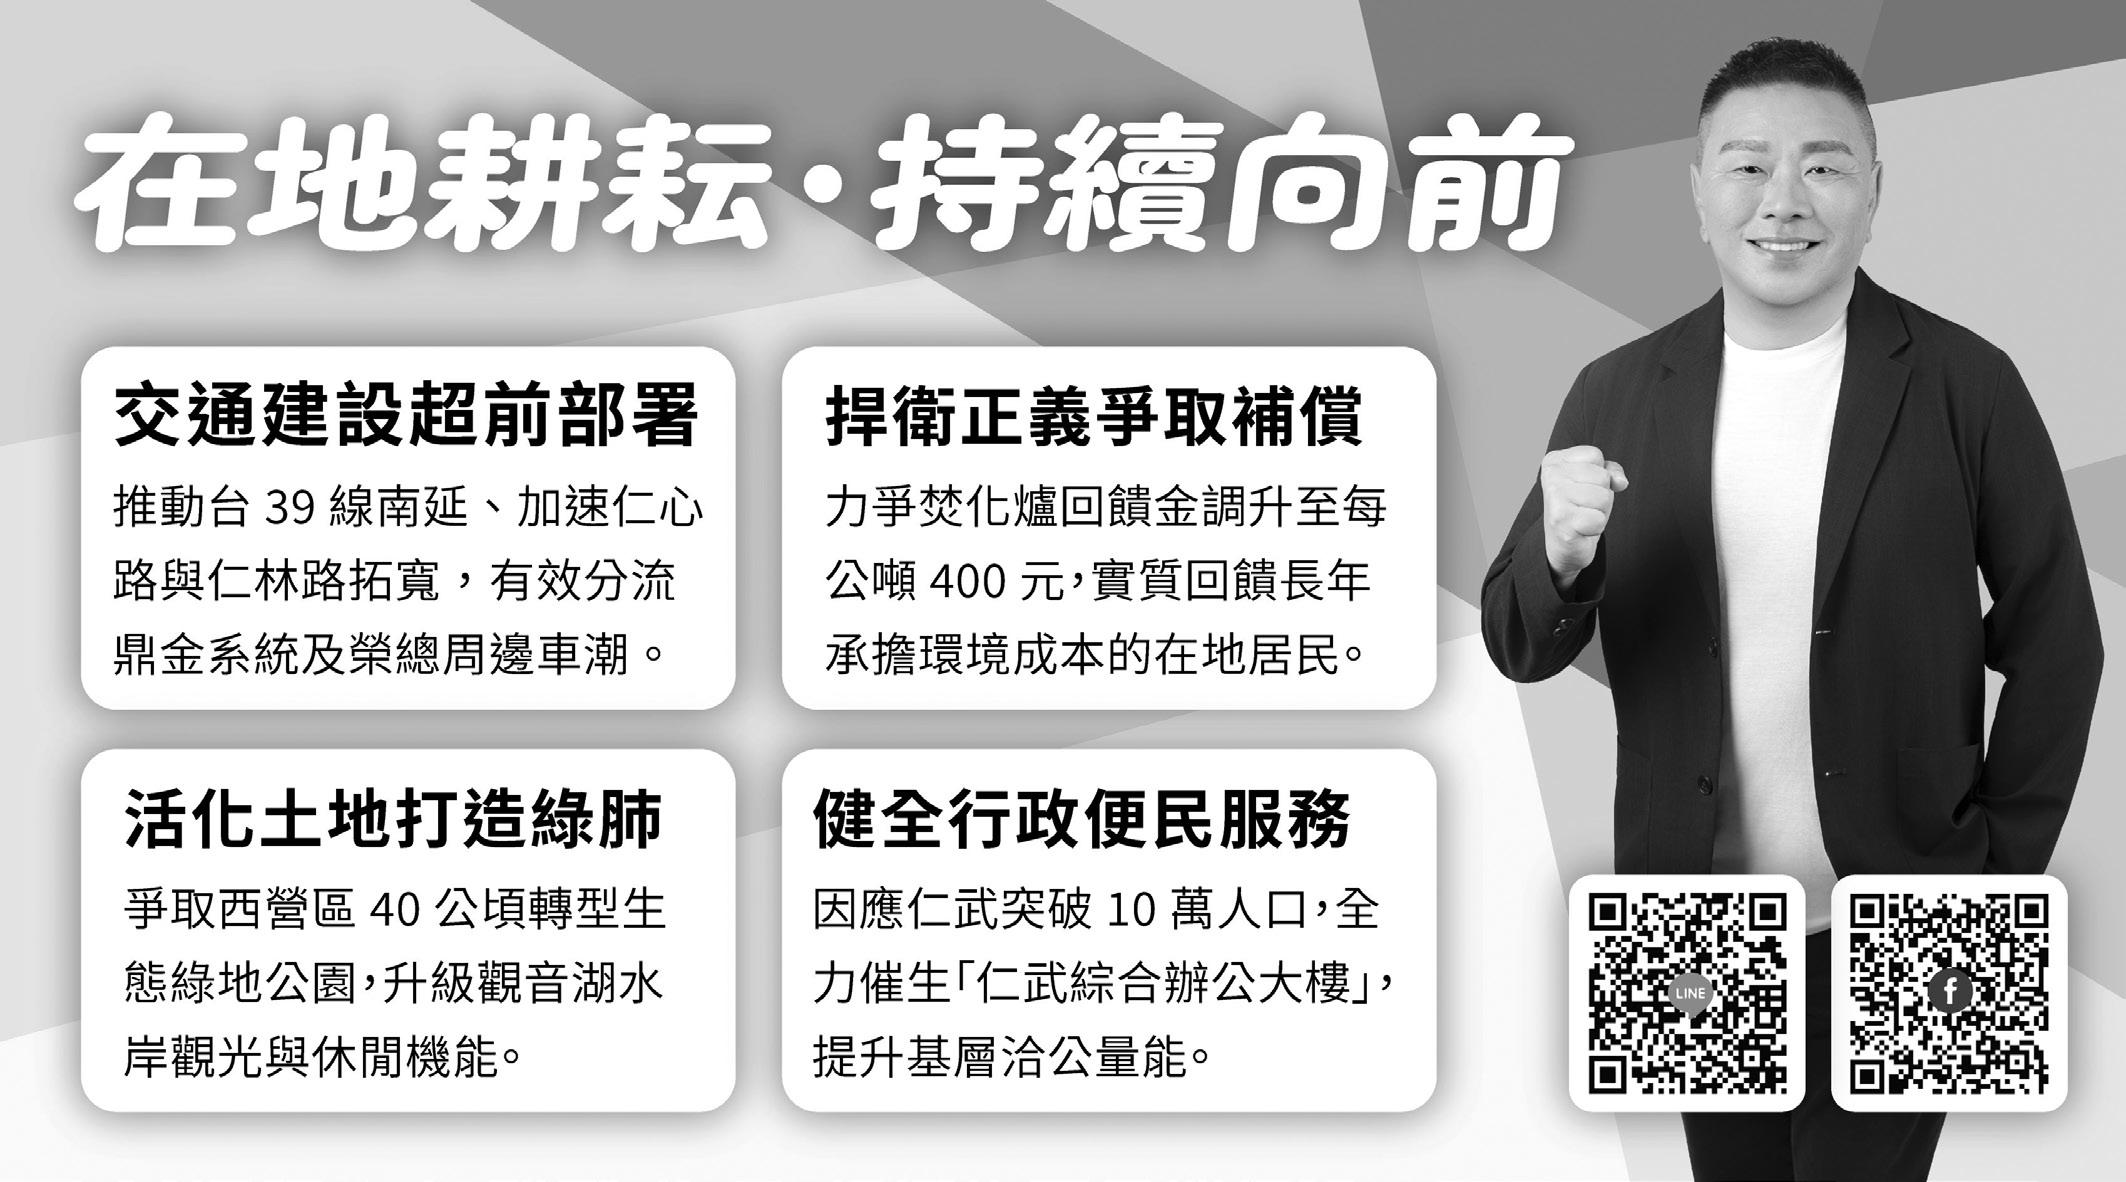 在地耕耘·持續向前
交通建設超前部署
推動台 39 線南延、加速仁心
路與仁林路拓寬，有效分流
鼎金系統及榮總周邊車潮。
捍衛正義爭取補償
力爭焚化爐回饋金調升至每
公噸 400 元，實質回饋長年
承擔環境成本的在地居民。
活化土地打造綠肺
爭取西營區 40 公頃轉型生
態綠地公園，升級觀音湖水
岸觀光與休閒機能。
健全行政便民服務
因應仁武突破 10 萬人口，全
力催生「仁武綜合辦公大樓」，
提升基層洽公量能。
LINE
f